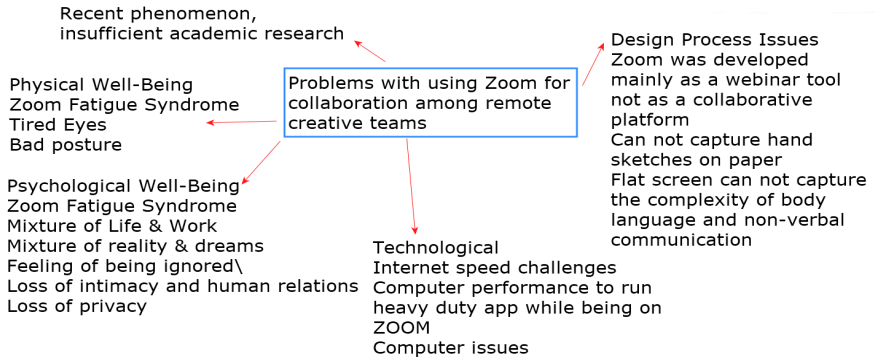 Recent phenomenon,
insufficient academic research
Problems with using Zoom for
collaboration among remote
creative teams
Design Process Issues
Zoom was developed
mainly as a webinar tool
not as a collaborative
platform
Can not capture hand
sketches on paper
Flat screen can not capture
the complexity of body
language and non-verbal
communication
Physical Well-Being
Zoom Fatigue Syndrome
Tired Eyes
Bad posture
Psychological Well-Being
Zoom Fatigue Syndrome
Mixture of Life & Work
Mixture of reality & dreams
Feeling of being ignored\
Loss of intimacy and human relations
Loss of privacy
Technological
Internet speed challenges
Computer performance to run
heavy duty app while being on
ZOOM
Computer issues